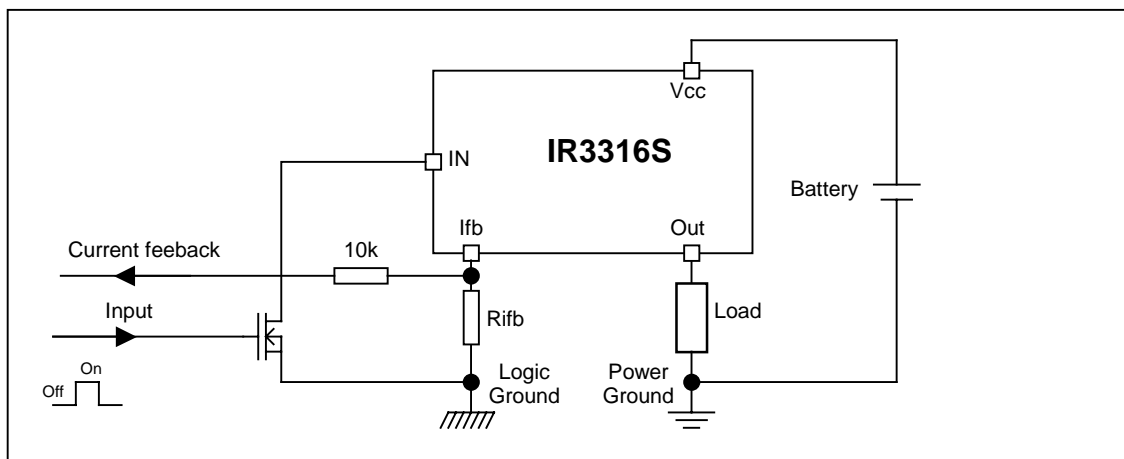 Vcc
IR3316S
IN
Battery
Ifb
Out
Current feeback
10k
Input
Rifb
Load
On
Off
Logic
Ground
Power
Ground